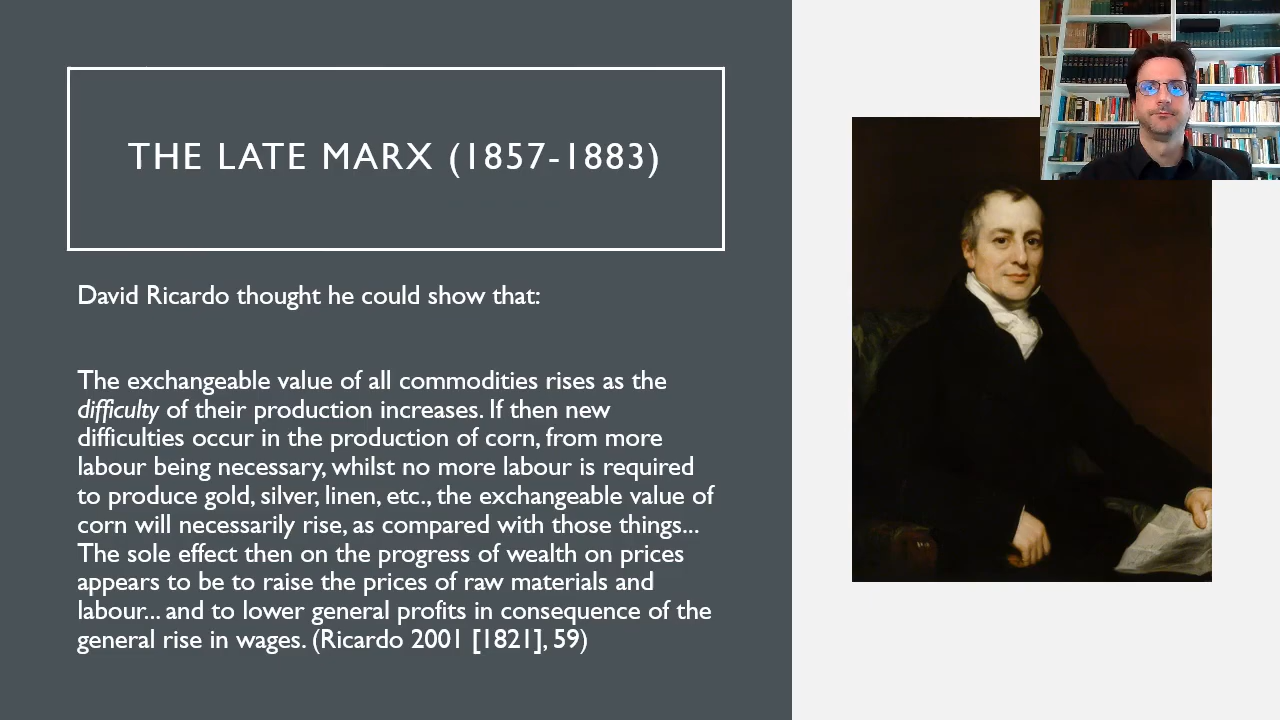 THE LATE MARX (1857-1883)
David Ricardo thought he could show that:
The exchangeable value of all commodities rises as the
difficulty of their production increases. If then new
difficulties occur in the production of corn, from more
labour being necessary, whilst no more labour is required
to produce gold, silver, linen, etc., the exchangeable value of
corn will necessarily rise, as compared with those things...
The sole effect then on the progress of wealth on prices
appears to be to raise the prices of raw materials and
labour... and to lower general profits in consequence of the
general rise in wages. (Ricardo 2001 [1821], 59)